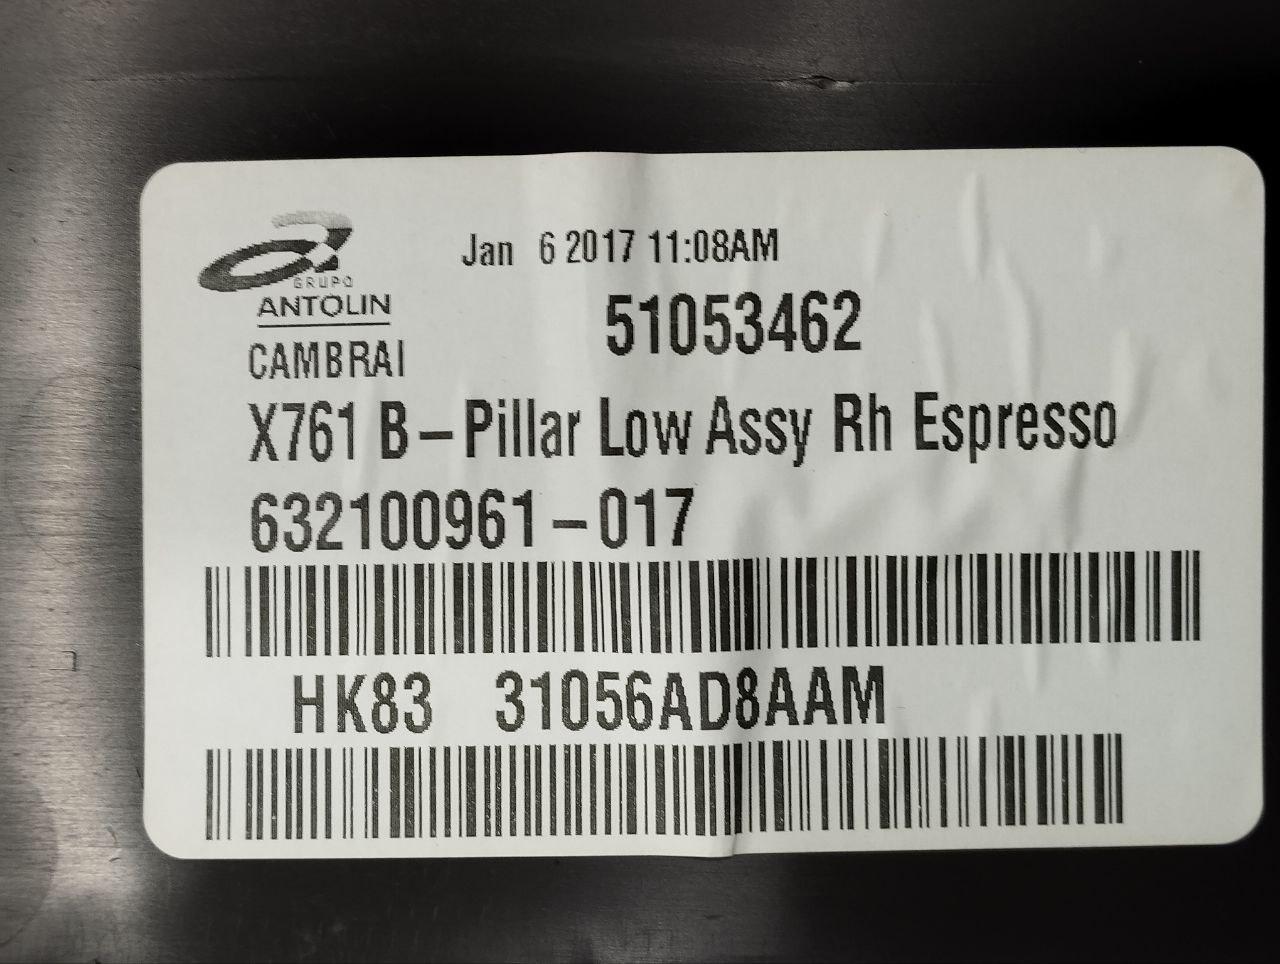 GRUPO
ANTOLIN
CAMBRAI
Jan 6 2017 11:08AM
51053462
X761 B-Pillar Low Assy Rh Espresso
632100961-017
HK83 31056AD8AAM